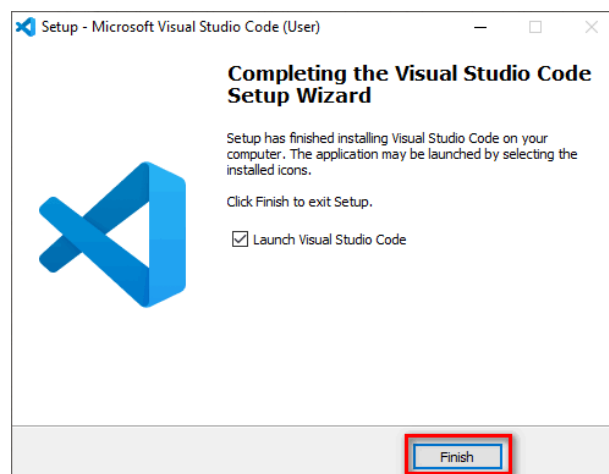 Setup - Microsoft Visual Studio Code (User)
Completing the Visual Studio Code
Setup Wizard
Setup has finished installing Visual Studio Code on your
computer. The application may be launched by selecting the
installed icons.
Click Finish to exit Setup.
Launch Visual Studio Code
Finish